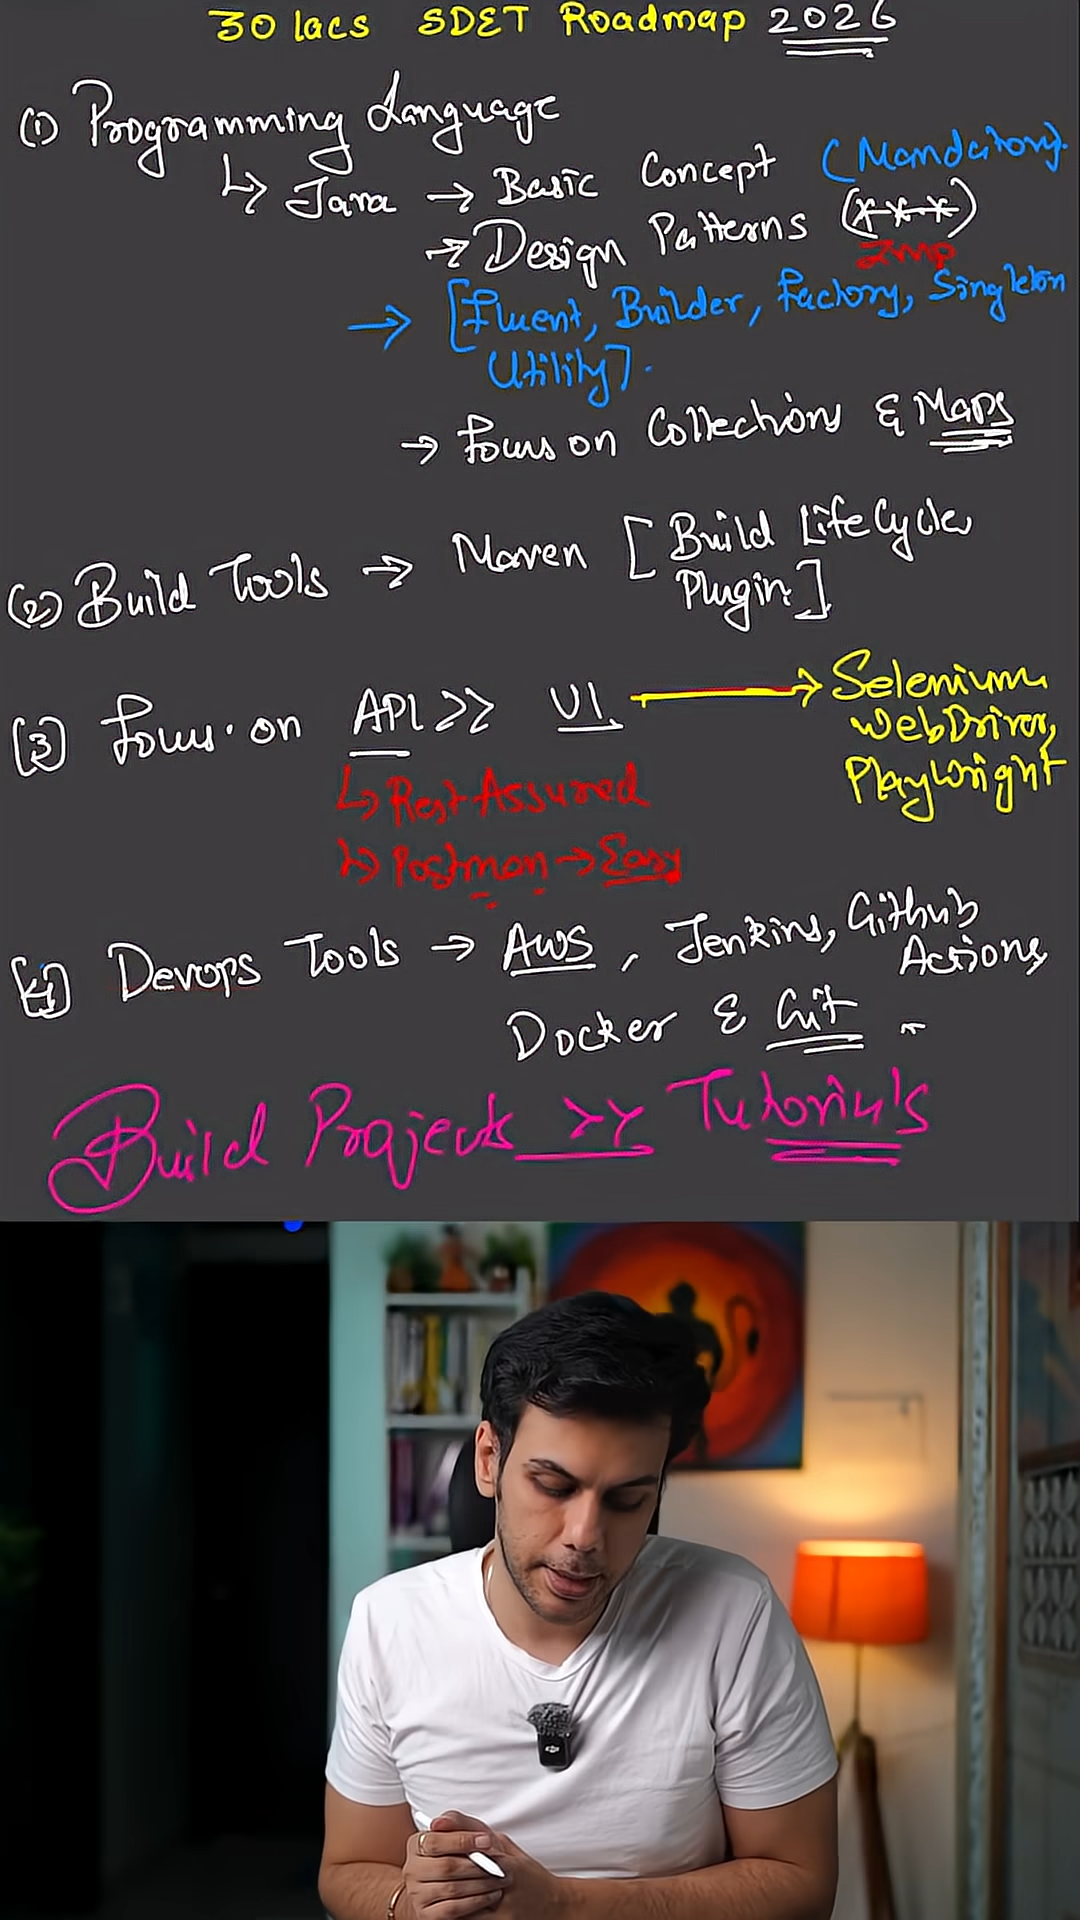 30 lacs SDET Roadmap 2026
(1) Programming Language
↳ Java → Basic Concept (Mandatory).
→ Design Patterns (***)
Imp
→ [Fluent, Builder, Factory, Singleton
Utility].
→ Focus on Collections & Maps
(2) Build Tools → Maven [Build LifeCycle,
Plugin]
[3] Focus on API >> UI → Selenium
WebDriver,
PlayWright
↳ Rest Assured
↳ Postman → Easy
[4] Devops Tools → AWS, Jenkins, Github
Actions,
Docker & Git
Build Projects >> Tutorials